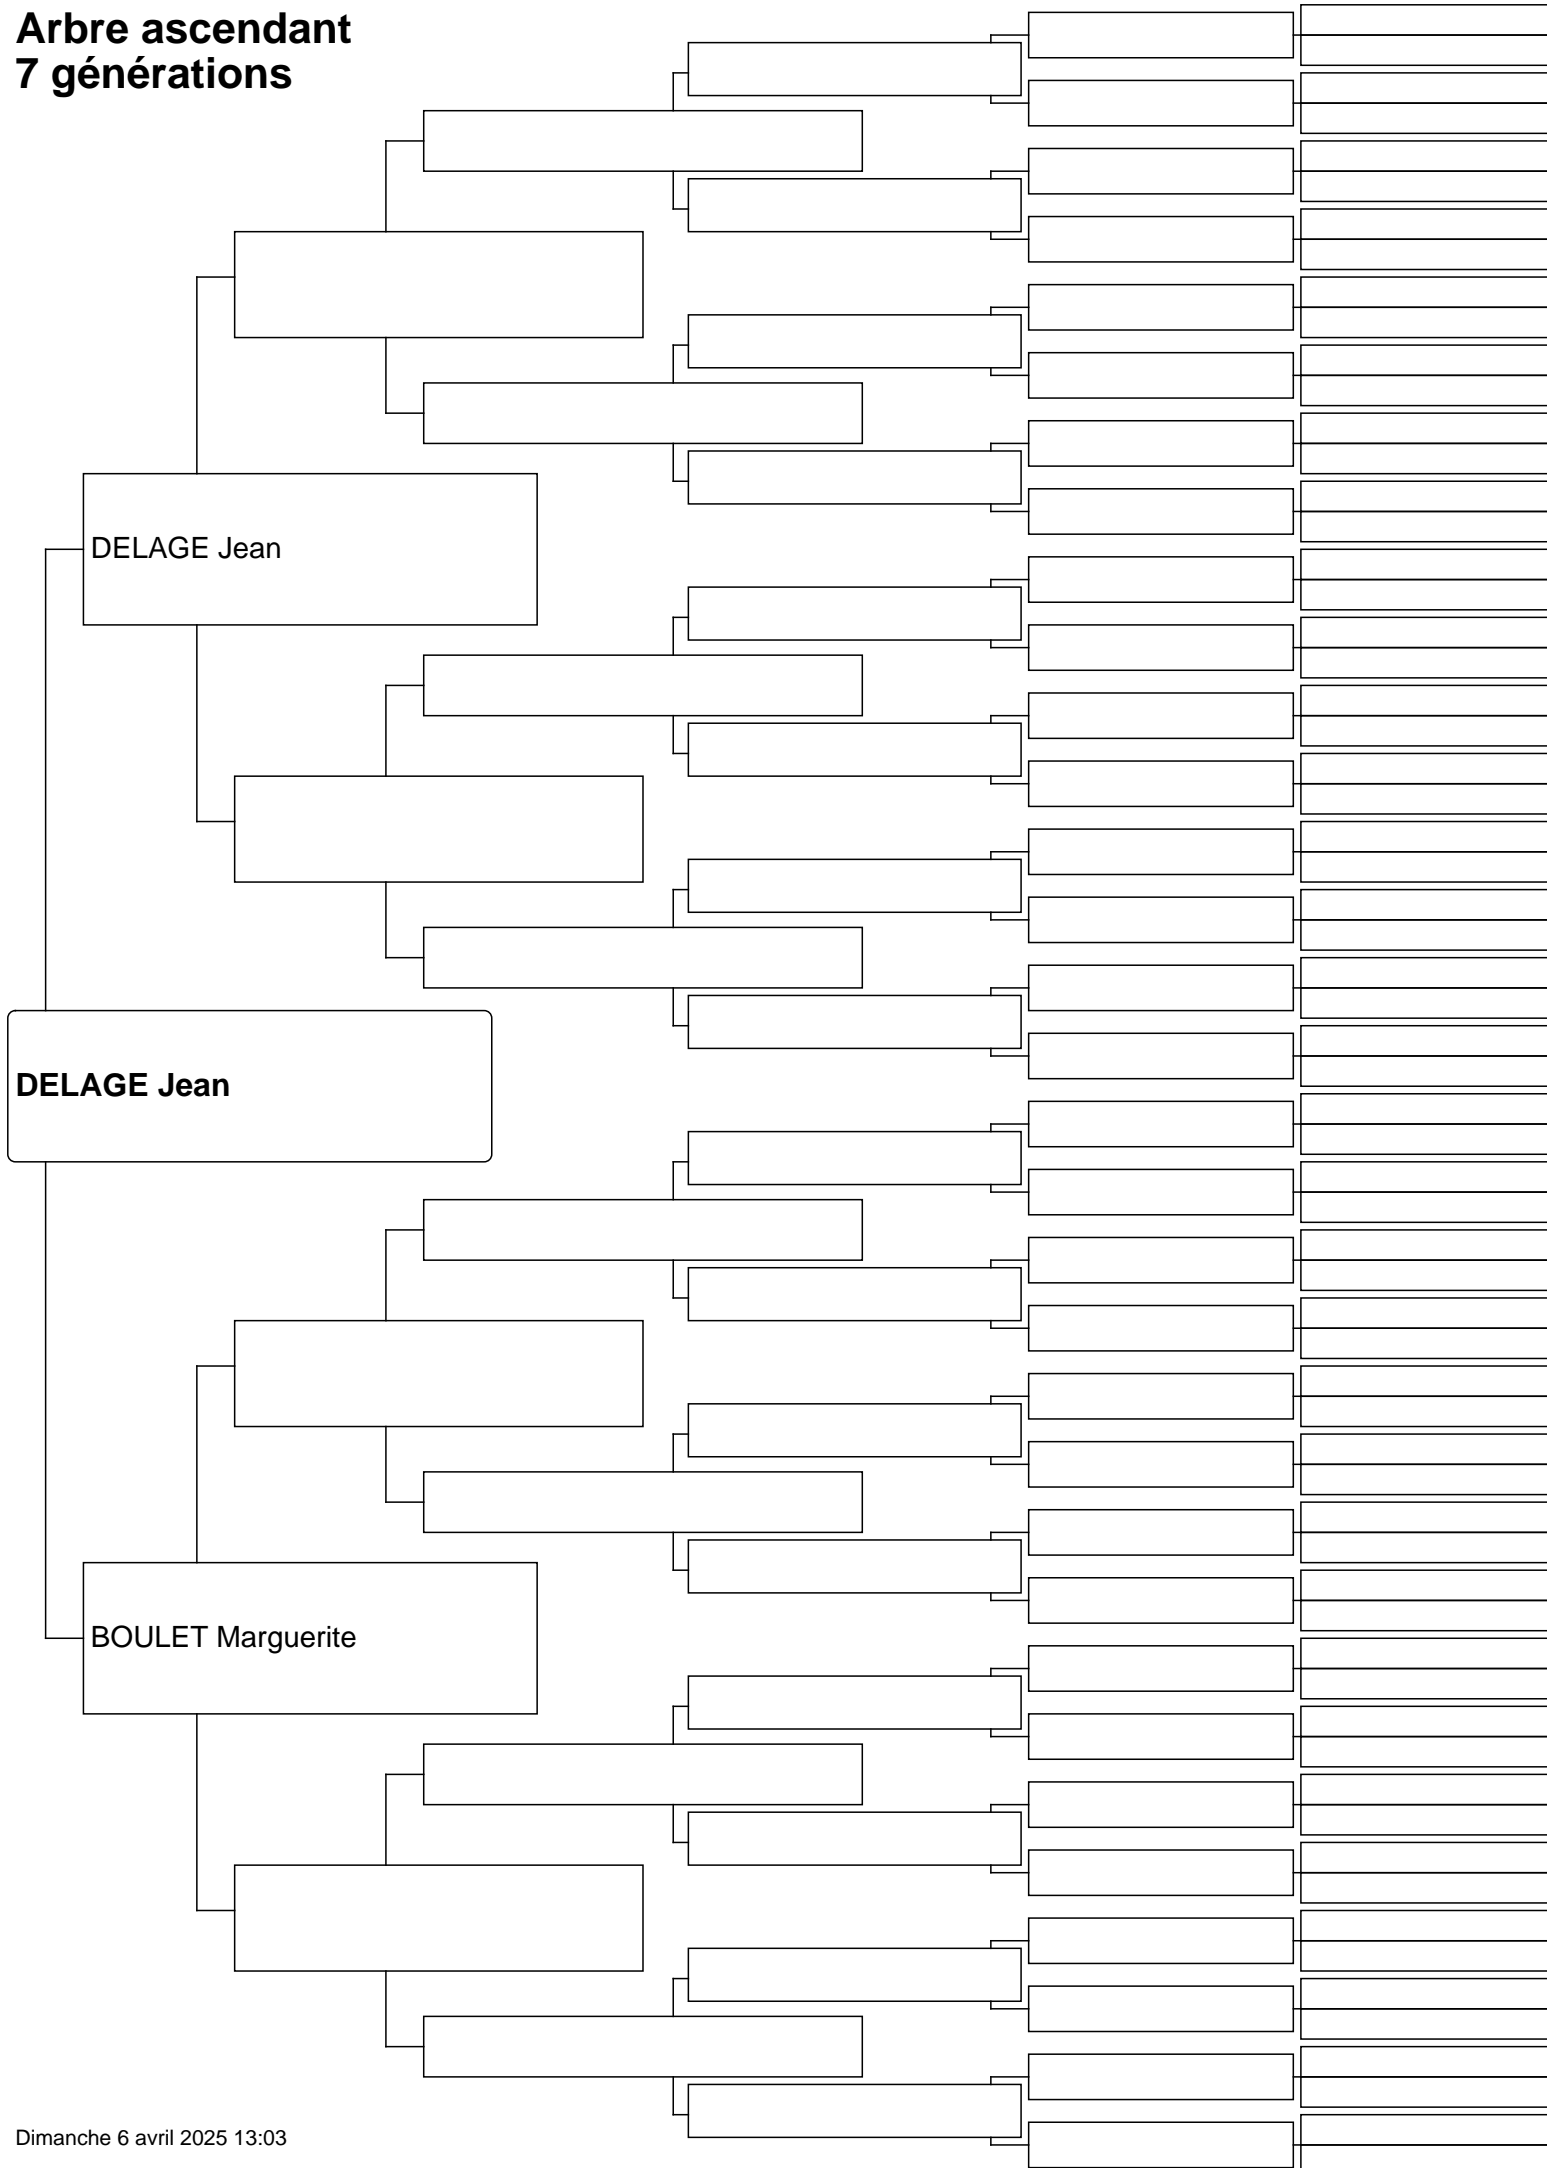 Arbre ascendant
7 générations
DELAGE Jean
DELAGE Jean
BOULET Marguerite
Dimanche 6 avril 2025 13:03